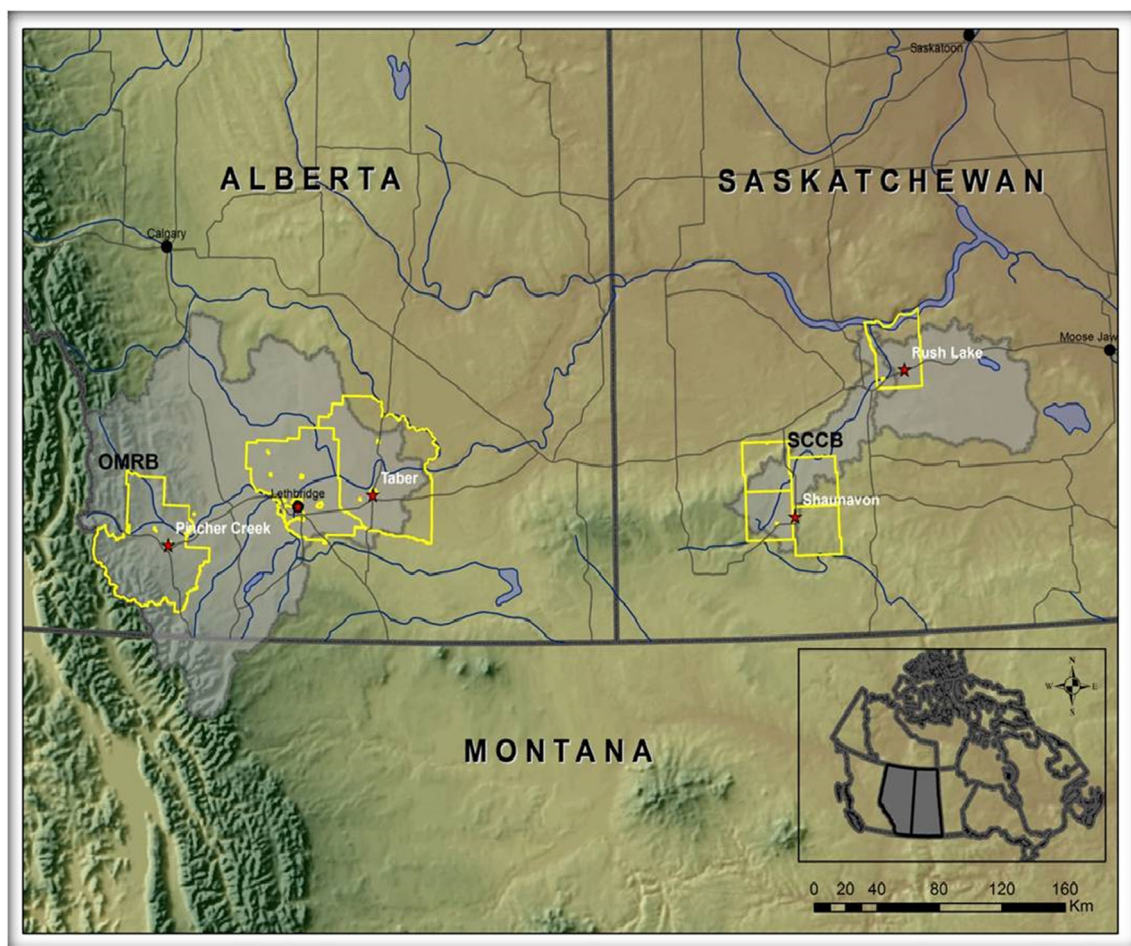 Saskatoon
ALBERTA
SASKATCHEWAN
Calgary
Moose Jaw
Rush Lake
OMRB
SCCB
Taber
Lethbridge
Shaunavon
Pincher Creek
MONTANA
N
W E
S
0 20 40 80 120 160
Km